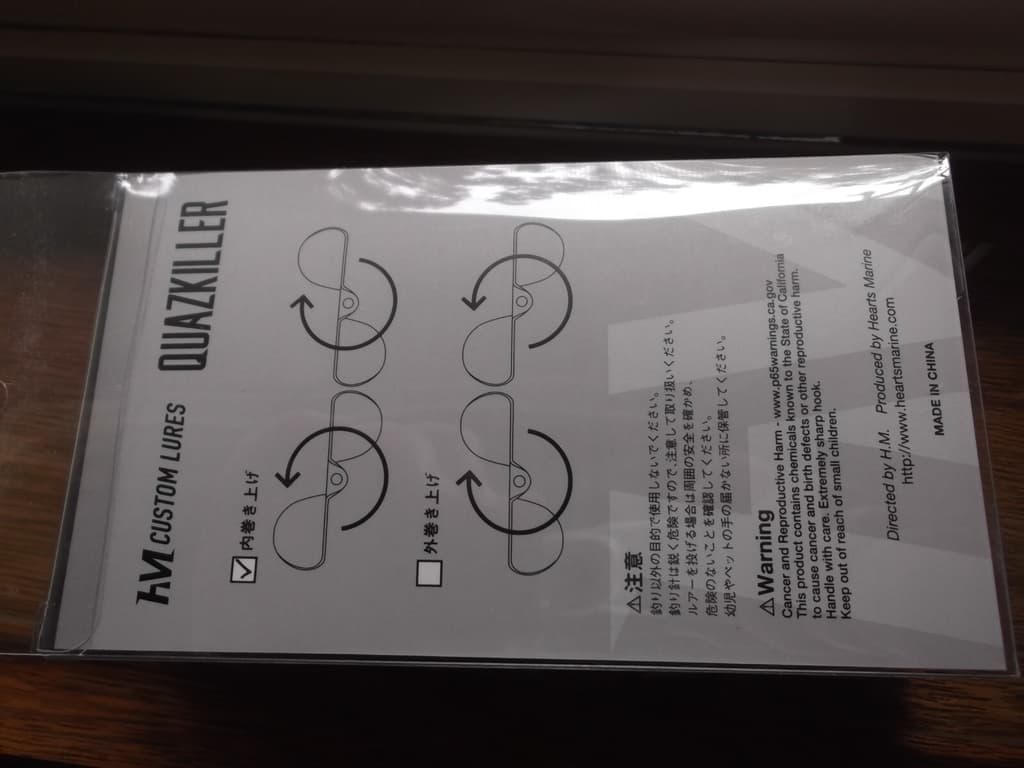 HM CUSTOM LURES QUAZKILLER
☑ 内巻き上げ
☐ 外巻き上げ
⚠注意
釣り以外の目的で使用しないでください。
釣り針は鋭く危険ですので、注意して取り扱いください。
ルアーを投げる場合は周囲の安全を確かめ、
危険のないことを確認してください。
幼児やペットの手の届かない所に保管してください。
⚠Warning
Cancer and Reproductive Harm - www.p65warnings.ca.gov
This product contains chemicals known to the State of California
to cause cancer and birth defects or other reproductive harm.
Handle with care. Extremely sharp hook.
Keep out of reach of small children.
Directed by H.M. Produced by Hearts Marine
http://www.heartsmarine.com
MADE IN CHINA